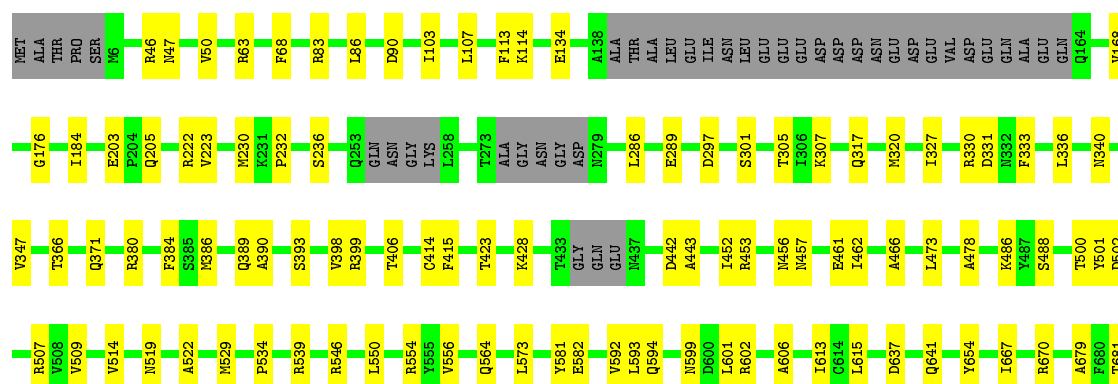 MET ALA THR PRO SER M6 R46 N47 V50 R63 F68 R83 L86 D90 I103 L107 F113 K114 E134 A138 ALA THR ALA LEU GLU ILE ASN LEU GLU GLU GLU ASP ASP ASP ASN GLU ASP GLU VAL ASP GLU GLN ALA GLU GLN Q164 V168
G176 I184 E203 P204 Q205 R222 V223 M230 K231 P232 S236 Q253 GLN ASN GLY LYS L258 T273 ALA GLY ASN GLY ASP N279 L286 E289 D297 S301 T305 I306 K307 Q317 M320 I327 R330 D331 N332 F333 L336 N340
V347 T366 Q371 R380 F384 S385 M386 Q389 A390 S393 V398 R399 T406 C414 F415 T423 K428 T433 GLY GLN GLU N437 D442 A443 I452 R453 N456 N457 E461 I462 A466 L473 A478 K486 Y487 S488 T500 Y501 D502
R507 V508 V509 V514 N519 A522 M529 P534 R539 R546 L550 R554 Y555 V556 Q564 L573 Y581 E582 V592 L593 Q594 N599 D600 L601 R602 A606 I613 C614 L615 D637 Q641 Y654 I667 R670 A679 F680 T681